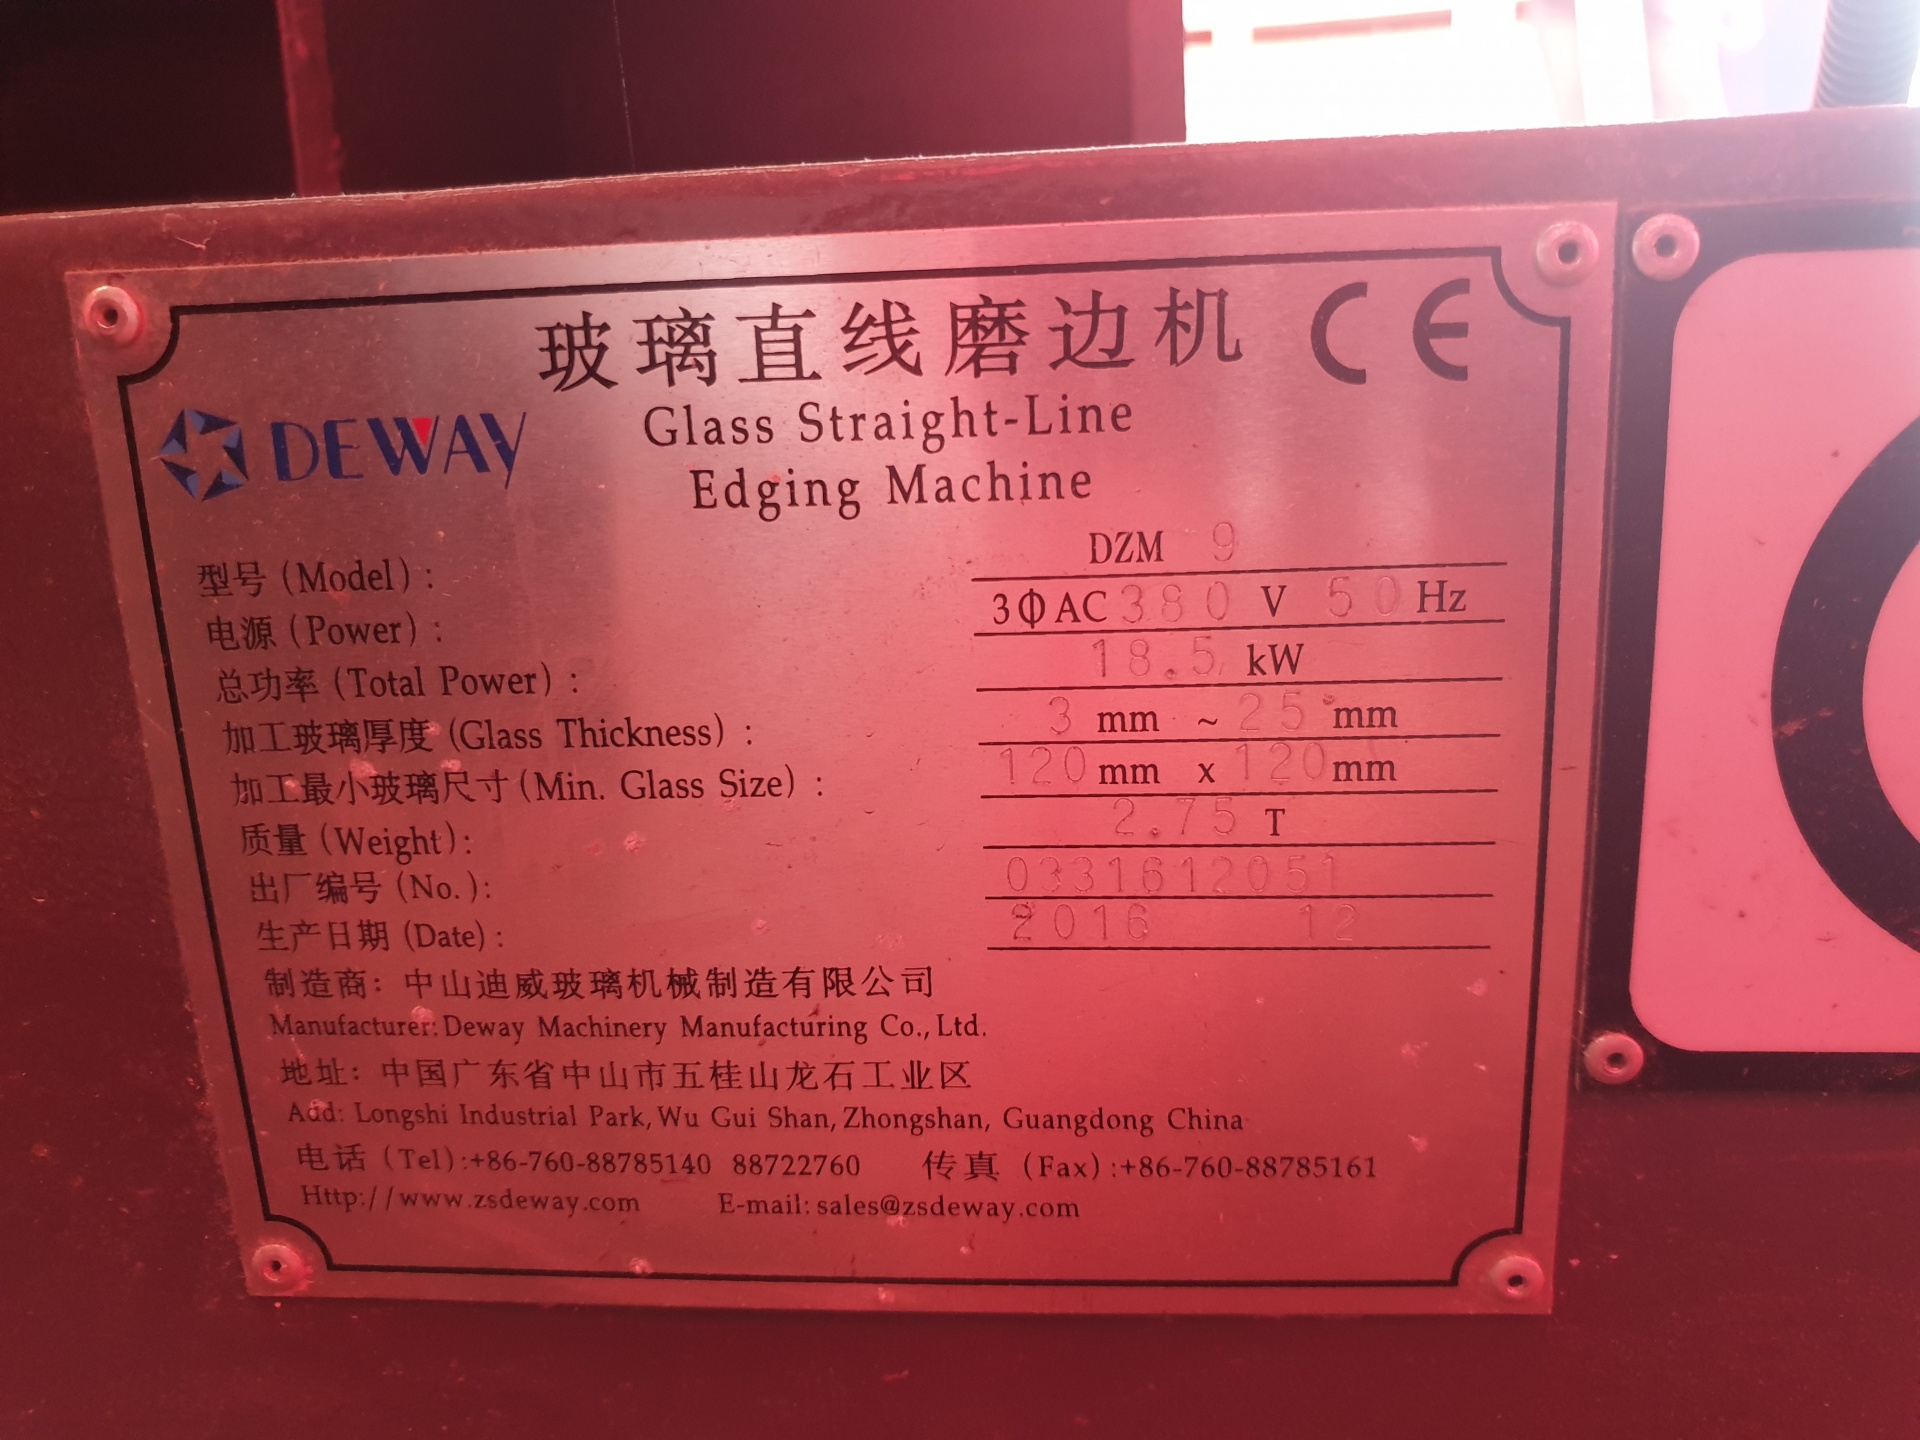 玻璃直线磨边机 CE
DEWAY
Glass Straight-Line
Edging Machine
型号 (Model) : DZM 9
电源 (Power) : 3Φ AC 380 V 50 Hz
总功率 (Total Power) : 18.5 kW
加工玻璃厚度 (Glass Thickness) : 3 mm ~ 25 mm
加工最小玻璃尺寸 (Min. Glass Size) : 120 mm x 120 mm
质量 (Weight): 2.75 T
出厂编号 (No.): 0331612051
生产日期 (Date) : 2016 12
制造商: 中山迪威玻璃机械制造有限公司
Manufacturer: Deway Machinery Manufacturing Co., Ltd.
地址: 中国广东省中山市五桂山龙石工业区
Add: Longshi Industrial Park, Wu Gui Shan, Zhongshan, Guangdong China
电话 (Tel) :+86-760-88785140 88722760 传真 (Fax) :+86-760-88785161
Http://www.zsdeway.com E-mail: sales@zsdeway.com